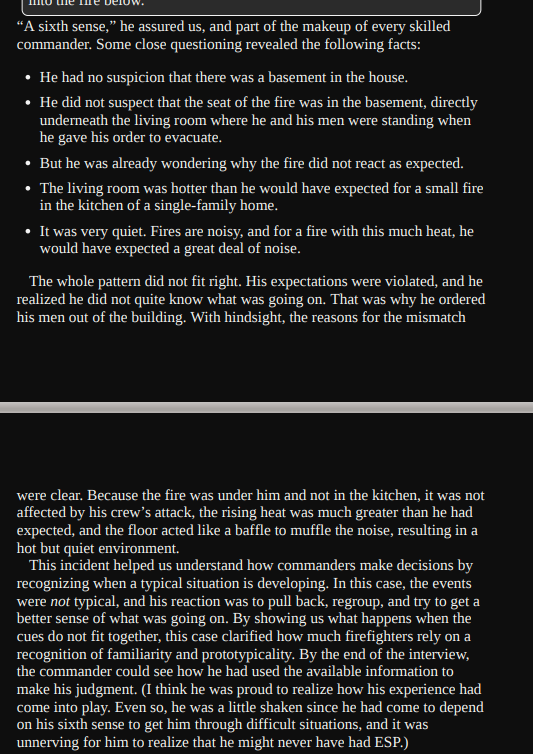 into the fire below.
“A sixth sense,” he assured us, and part of the makeup of every skilled
commander. Some close questioning revealed the following facts:
• He had no suspicion that there was a basement in the house.
• He did not suspect that the seat of the fire was in the basement, directly
underneath the living room where he and his men were standing when
he gave his order to evacuate.
• But he was already wondering why the fire did not react as expected.
• The living room was hotter than he would have expected for a small fire
in the kitchen of a single-family home.
• It was very quiet. Fires are noisy, and for a fire with this much heat, he
would have expected a great deal of noise.
The whole pattern did not fit right. His expectations were violated, and he
realized he did not quite know what was going on. That was why he ordered
his men out of the building. With hindsight, the reasons for the mismatch
were clear. Because the fire was under him and not in the kitchen, it was not
affected by his crew’s attack, the rising heat was much greater than he had
expected, and the floor acted like a baffle to muffle the noise, resulting in a
hot but quiet environment.
This incident helped us understand how commanders make decisions by
recognizing when a typical situation is developing. In this case, the events
were not typical, and his reaction was to pull back, regroup, and try to get a
better sense of what was going on. By showing us what happens when the
cues do not fit together, this case clarified how much firefighters rely on a
recognition of familiarity and prototypicality. By the end of the interview,
the commander could see how he had used the available information to
make his judgment. (I think he was proud to realize how his experience had
come into play. Even so, he was a little shaken since he had come to depend
on his sixth sense to get him through difficult situations, and it was
unnerving for him to realize that he might never have had ESP.)